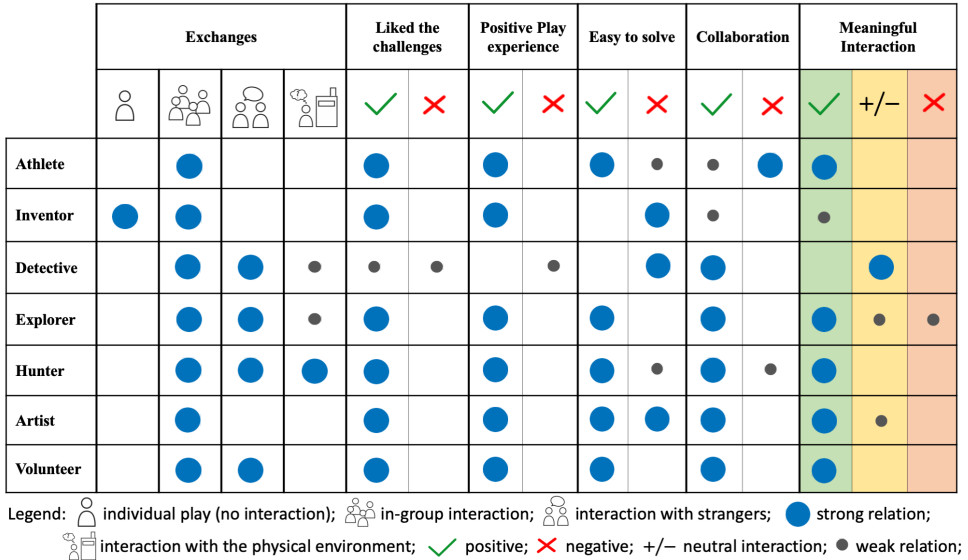 Exchanges
Liked the
challenges
Positive Play
experience
Easy to solve
Collaboration
Meaningful
Interaction
+/−
Athlete
Inventor
Detective
Explorer
Hunter
Artist
Volunteer
Legend: individual play (no interaction); in-group interaction; interaction with strangers; strong relation;
interaction with the physical environment; positive; negative; +/− neutral interaction; weak relation;